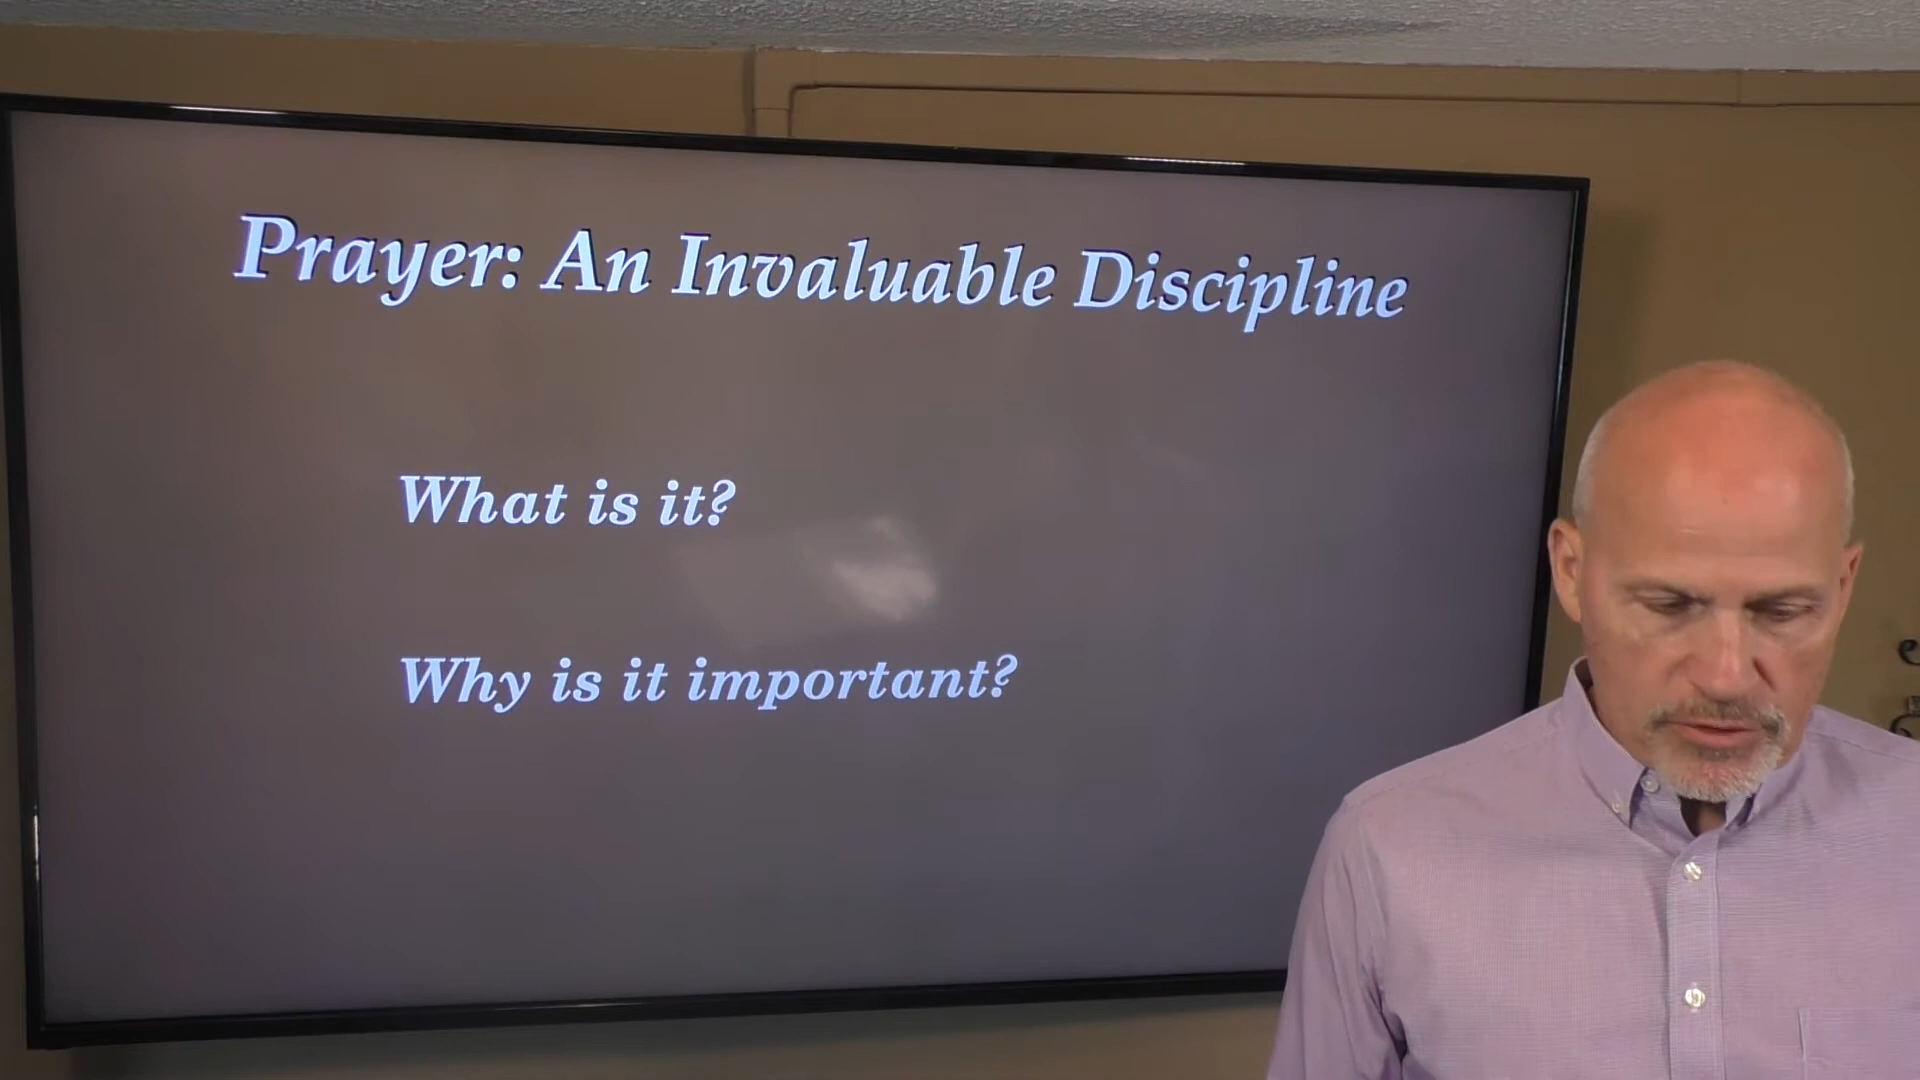 Prayer: An Invaluable Discipline
What is it?
Why is it important?